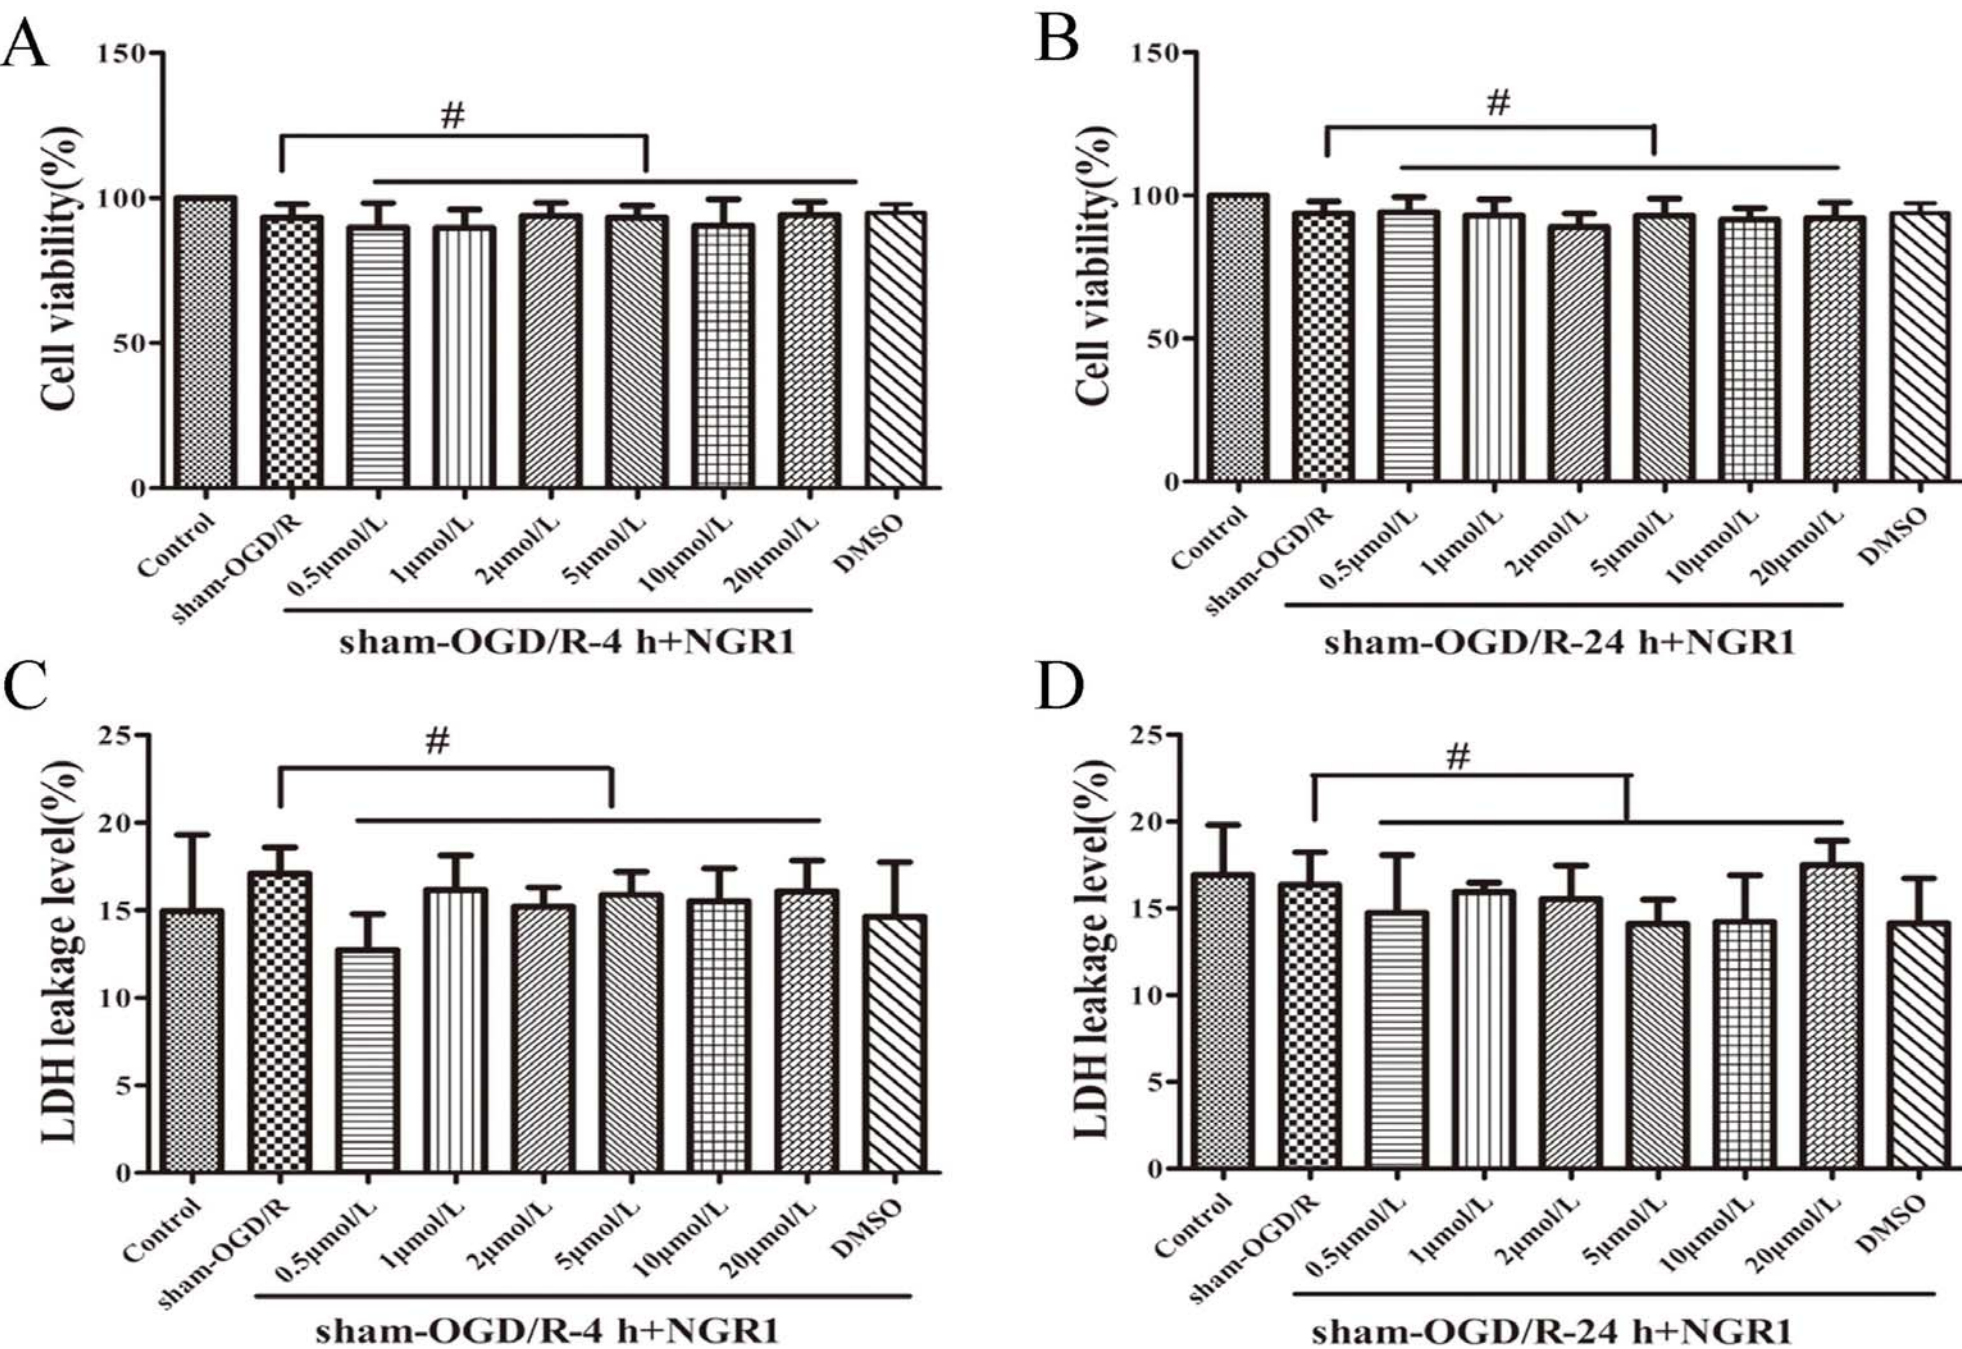 A
150
100
50
0
Cell viability(%)
#
Control
sham-OGD/R
0.5μmol/L
1μmol/L
2μmol/L
5μmol/L
10μmol/L
20μmol/L
DMSO
sham-OGD/R-4 h+NGR1
B
150
100
50
0
Cell viability(%)
#
Control
sham-OGD/R
0.5μmol/L
1μmol/L
2μmol/L
5μmol/L
10μmol/L
20μmol/L
DMSO
sham-OGD/R-24 h+NGR1
C
25
20
15
10
5
0
LDH leakage level(%)
#
Control
sham-OGD/R
0.5μmol/L
1μmol/L
2μmol/L
5μmol/L
10μmol/L
20μmol/L
DMSO
sham-OGD/R-4 h+NGR1
D
25
20
15
10
5
0
LDH leakage level(%)
#
Control
sham-OGD/R
0.5μmol/L
1μmol/L
2μmol/L
5μmol/L
10μmol/L
20μmol/L
DMSO
sham-OGD/R-24 h+NGR1